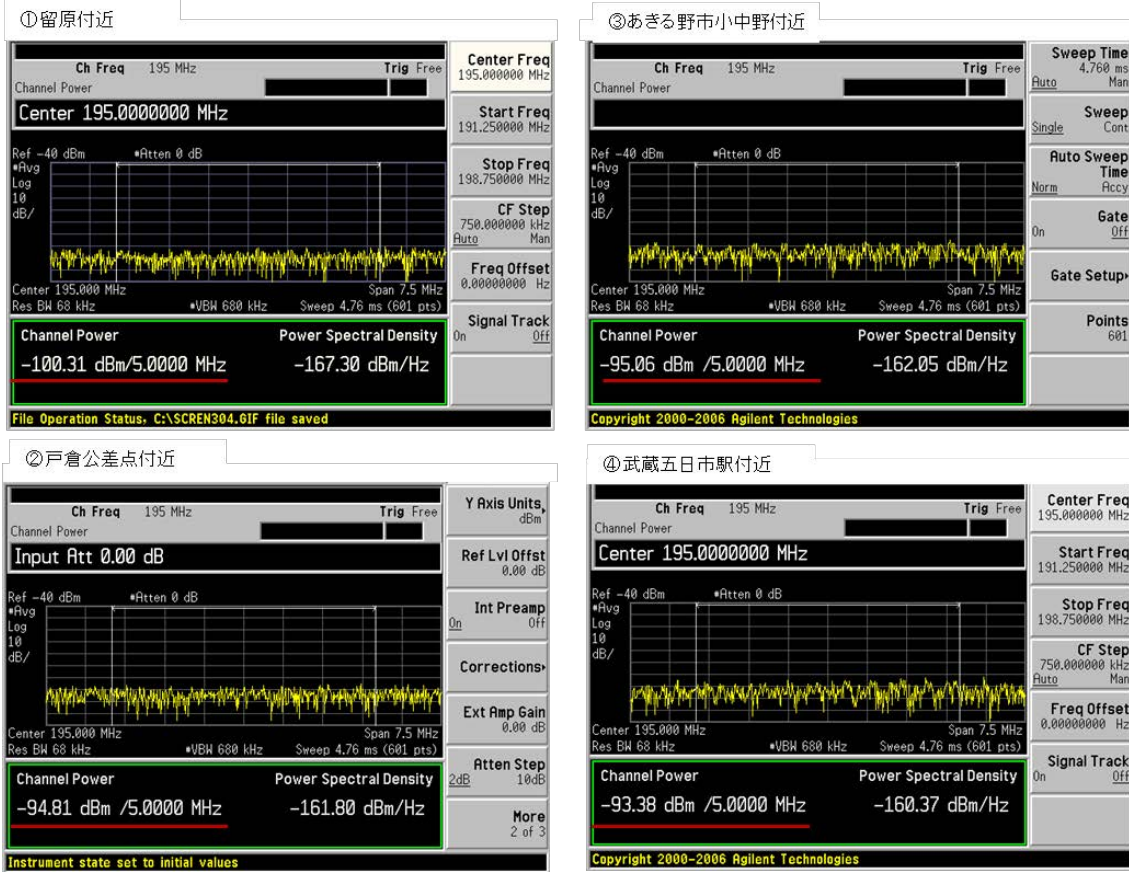 ①留原付近
Ch Freq 195 MHz Trig Free
Channel Power
Center 195.0000000 MHz
Ref -40 dBm *Atten 0 dB
*Avg
Log
10
dB/
Center 195.000 MHz Span 7.5 MHz
Res BW 68 kHz *VBW 680 kHz Sweep 4.76 ms (601 pts)
Channel Power Power Spectral Density
-100.31 dBm/5.0000 MHz -167.30 dBm/Hz
File Operation Status, C:\SCREN304.GIF file saved
Center Freq
195.000000 MHz
Start Freq
191.250000 MHz
Stop Freq
198.750000 MHz
CF Step
750.000000 kHz
Auto Man
Freq Offset
0.00000000 Hz
Signal Track
On Off
③あきる野市小中野付近
Ch Freq 195 MHz Trig Free
Channel Power
Ref -40 dBm *Atten 0 dB
*Avg
Log
10
dB/
Center 195.000 MHz Span 7.5 MHz
Res BW 68 kHz *VBW 680 kHz Sweep 4.76 ms (601 pts)
Channel Power Power Spectral Density
-95.06 dBm /5.0000 MHz -162.05 dBm/Hz
Copyright 2000-2006 Agilent Technologies
Sweep Time
4.760 ms
Auto Man
Sweep
Single Cont
Auto Sweep
Time
Norm Accy
Gate
On Off
Gate Setup
Points
601
②戸倉公差点付近
Ch Freq 195 MHz Trig Free
Channel Power
Input Att 0.00 dB
Ref -40 dBm *Atten 0 dB
*Avg
Log
10
dB/
Center 195.000 MHz Span 7.5 MHz
Res BW 68 kHz *VBW 680 kHz Sweep 4.76 ms (601 pts)
Channel Power Power Spectral Density
-94.81 dBm /5.0000 MHz -161.80 dBm/Hz
Instrument state set to initial values
Y Axis Units
dBm
Ref Lvl Offst
0.00 dB
Int Preamp
On Off
Corrections
Ext Amp Gain
0.00 dB
Atten Step
2dB 10dB
More
2 of 3
④武蔵五日市駅付近
Ch Freq 195 MHz Trig Free
Channel Power
Center 195.0000000 MHz
Ref -40 dBm *Atten 0 dB
*Avg
Log
10
dB/
Center 195.000 MHz Span 7.5 MHz
Res BW 68 kHz *VBW 680 kHz Sweep 4.76 ms (601 pts)
Channel Power Power Spectral Density
-93.38 dBm /5.0000 MHz -160.37 dBm/Hz
Copyright 2000-2006 Agilent Technologies
Center Freq
195.000000 MHz
Start Freq
191.250000 MHz
Stop Freq
198.750000 MHz
CF Step
750.000000 kHz
Auto Man
Freq Offset
0.00000000 Hz
Signal Track
On Off